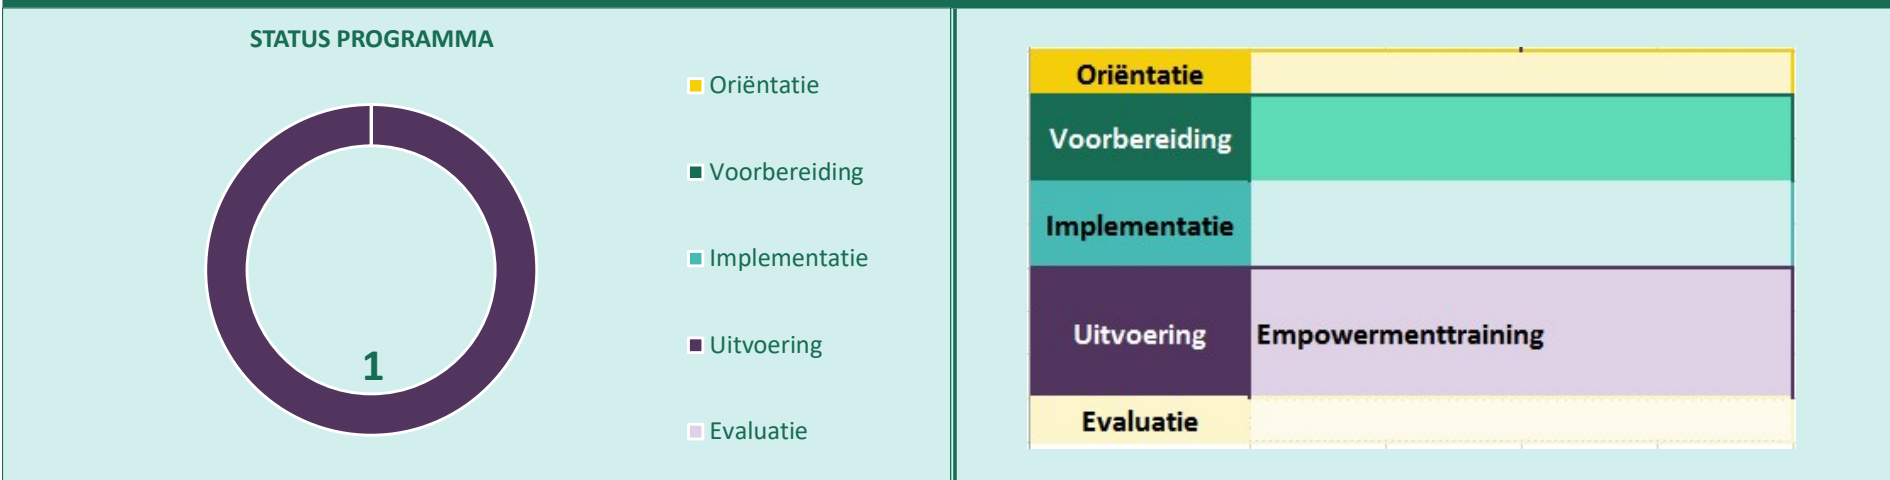 STATUS PROGRAMMA
Oriëntatie
Voorbereiding
Implementatie
Uitvoering
Evaluatie
1
Oriëntatie
Voorbereiding
Implementatie
Uitvoering Empowermenttraining
Evaluatie